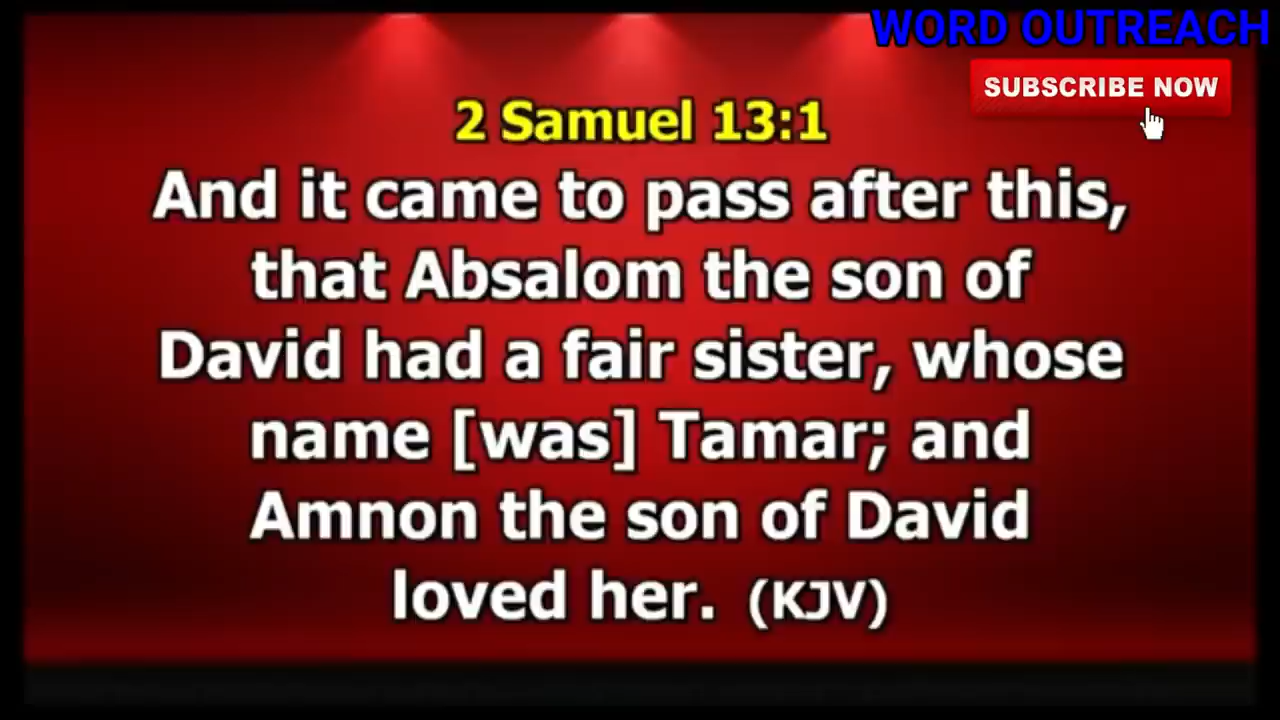 WORD OUTREACH
SUBSCRIBE NOW
2 Samuel 13:1
And it came to pass after this,
that Absalom the son of
David had a fair sister, whose
name [was] Tamar; and
Amnon the son of David
loved her. (KJV)